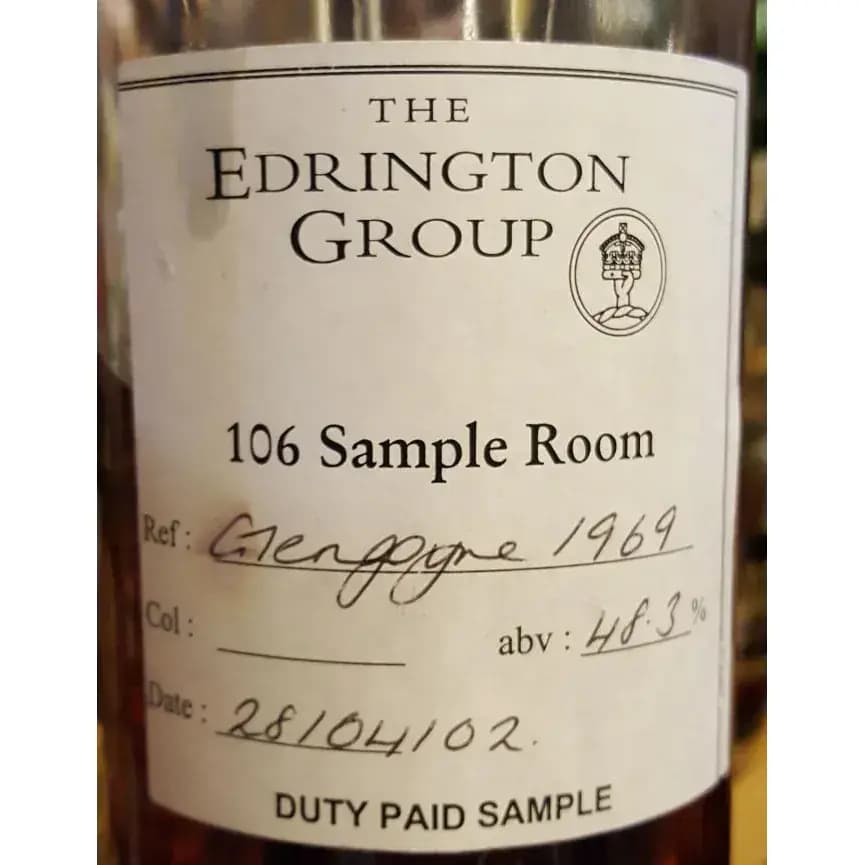 THE
EDRINGTON
GROUP
106 Sample Room
Ref : Glengoyne 1969
Col : abv : 48.3 %
Date : 28/04/02.
DUTY PAID SAMPLE